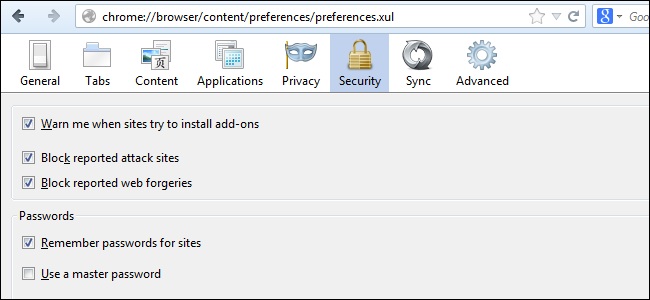 chrome://browser/content/preferences/preferences.xul
Goo
General Tabs Content Applications Privacy Security Sync Advanced
Warn me when sites try to install add-ons
Block reported attack sites
Block reported web forgeries
Passwords
Remember passwords for sites
Use a master password